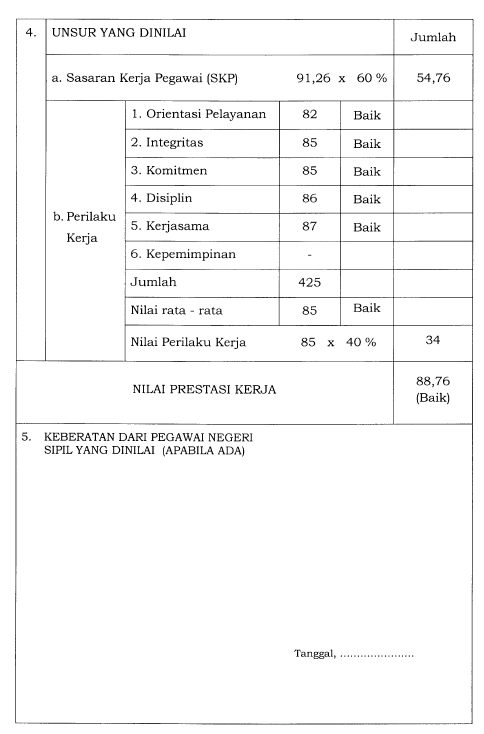 4. UNSUR YANG DINILAI Jumlah
a. Sasaran Kerja Pegawai (SKP) 91,26 x 60 % 54,76
b. Perilaku Kerja
1. Orientasi Pelayanan 82 Baik
2. Integritas 85 Baik
3. Komitmen 85 Baik
4. Disiplin 86 Baik
5. Kerjasama 87 Baik
6. Kepemimpinan -
Jumlah 425
Nilai rata - rata 85 Baik
Nilai Perilaku Kerja 85 x 40 % 34
NILAI PRESTASI KERJA 88,76
(Baik)
5. KEBERATAN DARI PEGAWAI NEGERI
SIPIL YANG DINILAI (APABILA ADA)
Tanggal, ......................